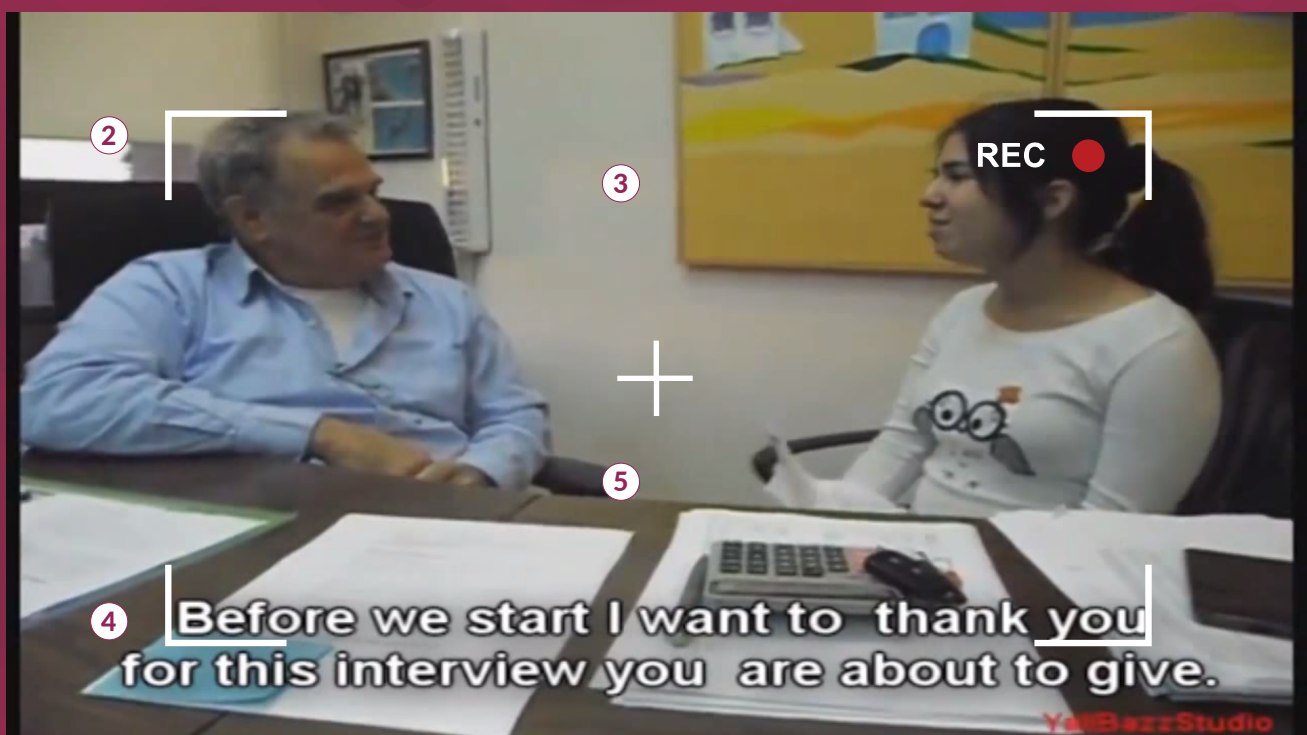 2
3
REC
5
4
Before we start I want to thank you
for this interview you are about to give.
YaliBazzStudio